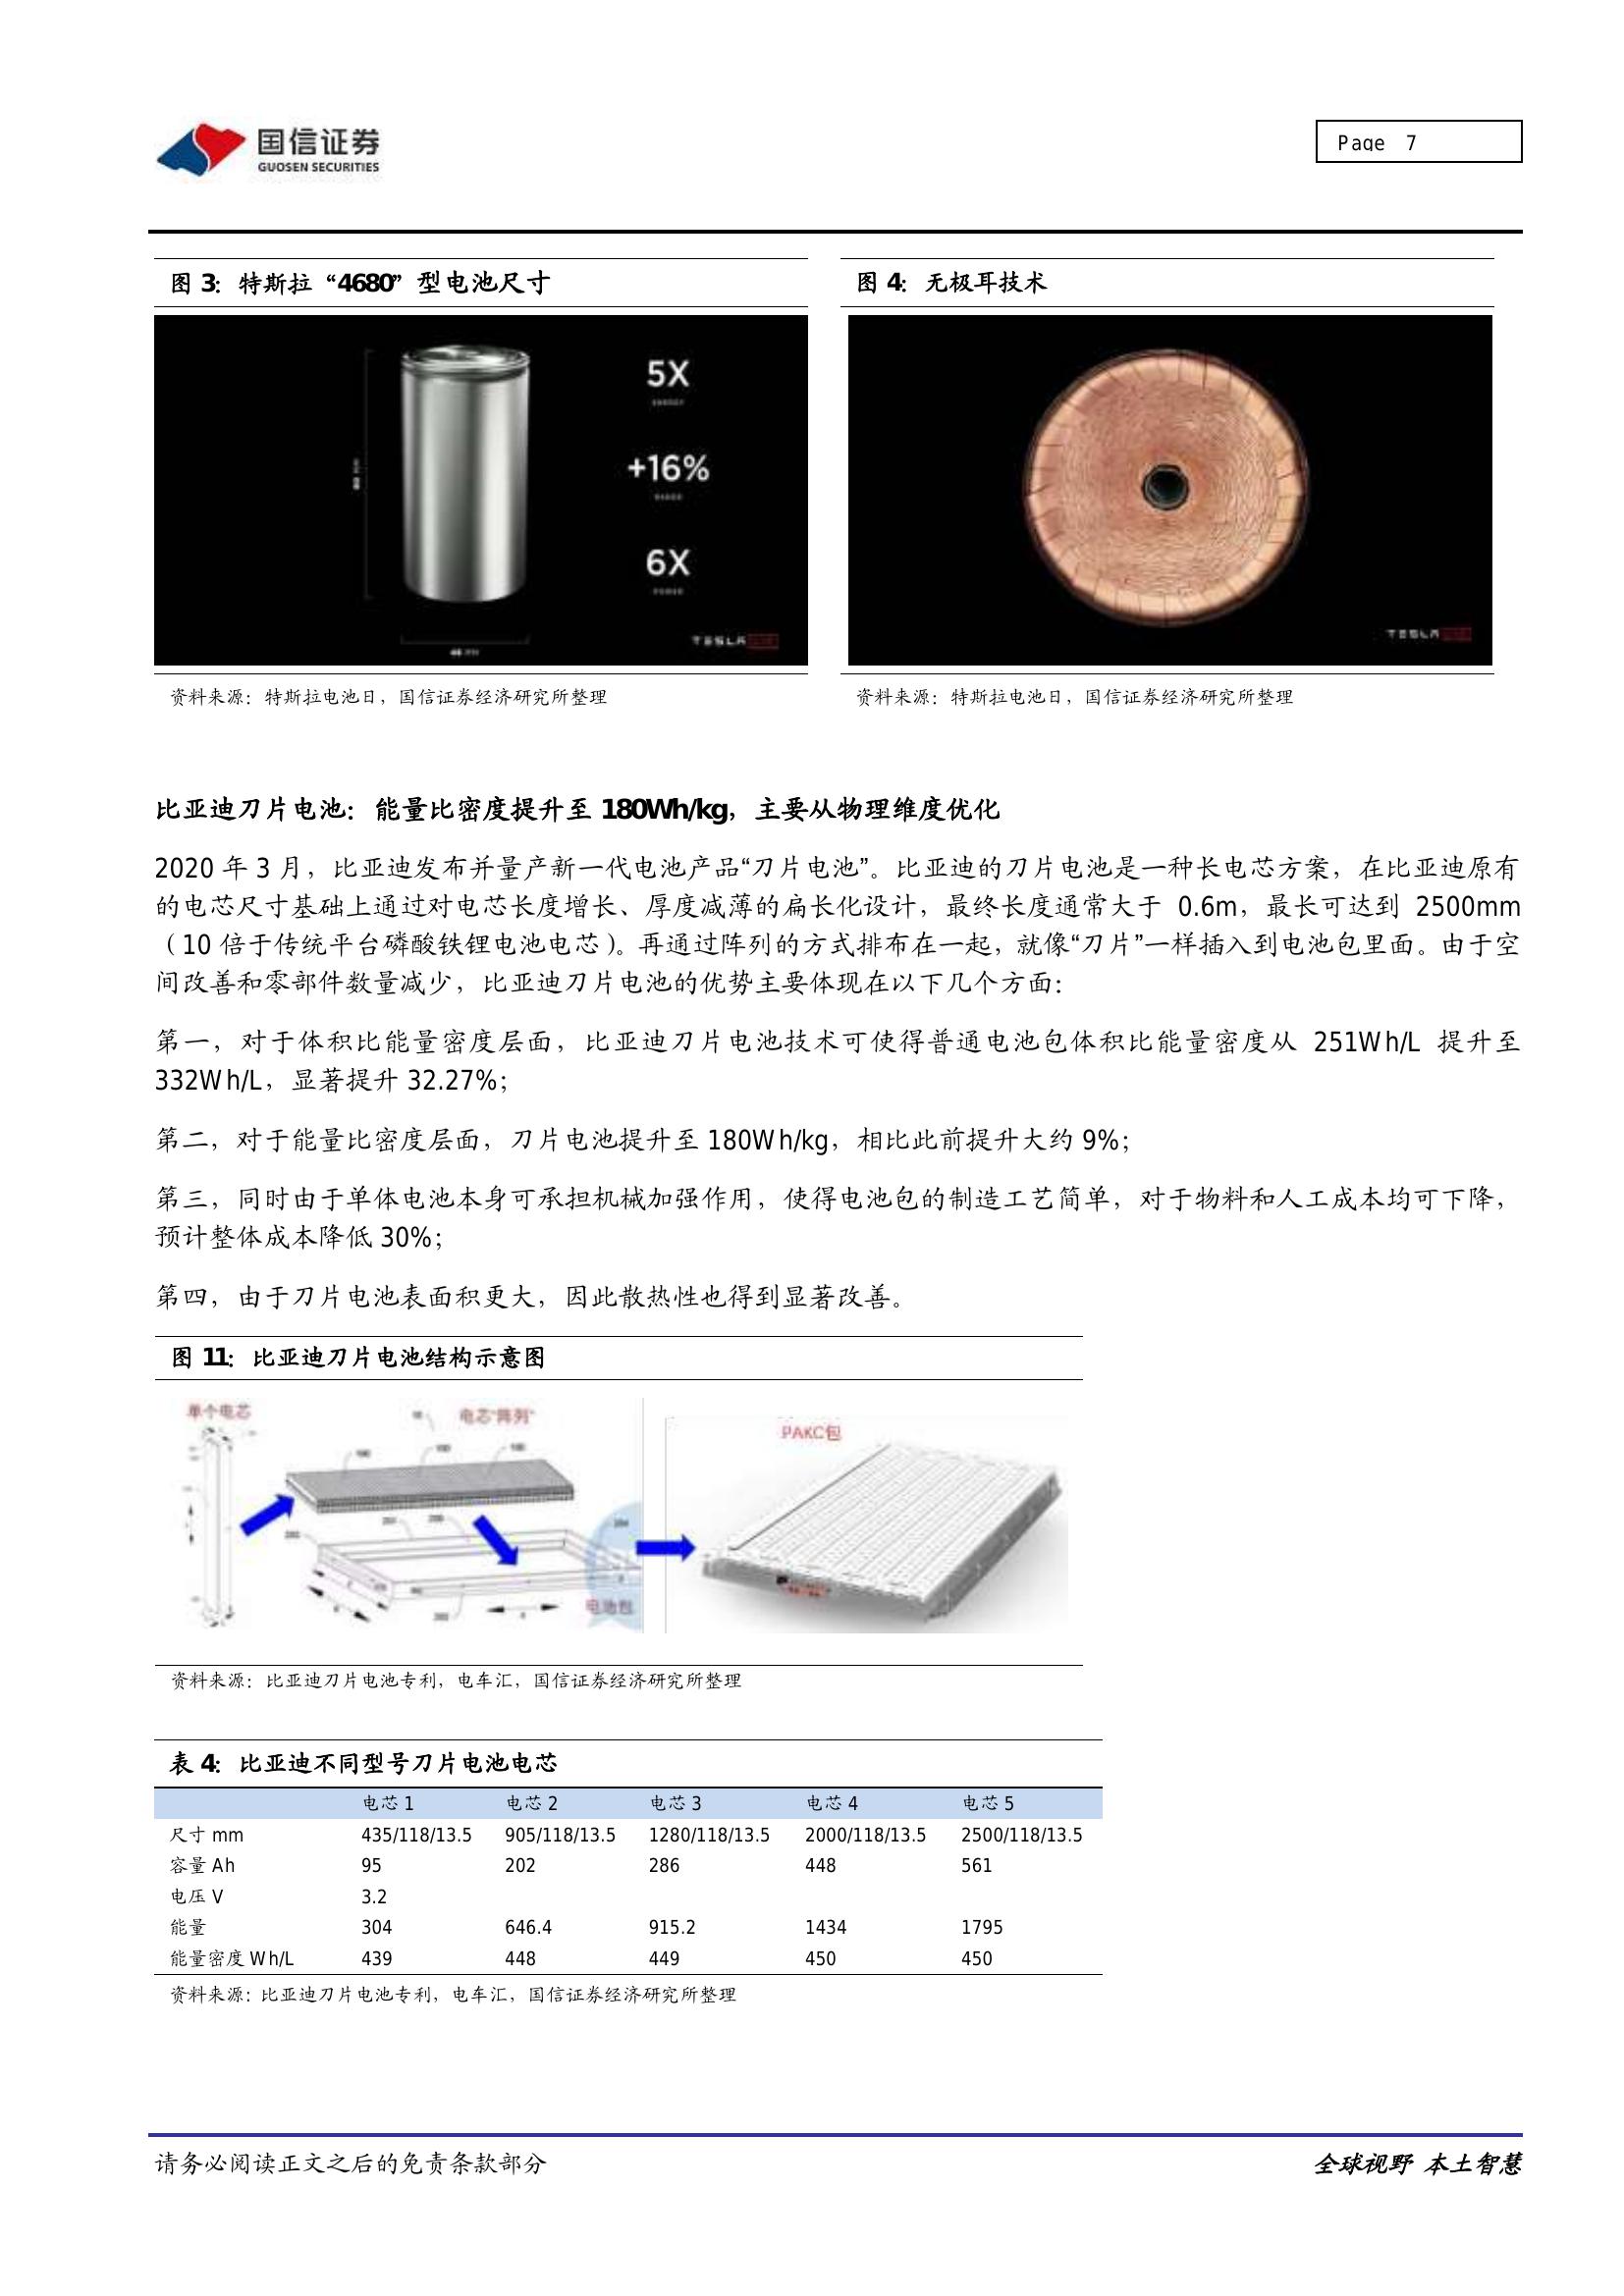 国信证券
GUOSEN SECURITIES
Page 7
图 3：特斯拉“4680”型电池尺寸
图 4：无极耳技术
5X
ENERGY
+16%
RANGE
6X
POWER
TESLA
TESLA
资料来源：特斯拉电池日，国信证券经济研究所整理
资料来源：特斯拉电池日，国信证券经济研究所整理
比亚迪刀片电池：能量比密度提升至 180Wh/kg，主要从物理维度优化
2020 年 3 月，比亚迪发布并量产新一代电池产品“刀片电池”。比亚迪的刀片电池是一种长电芯方案，在比亚迪原有
的电芯尺寸基础上通过对电芯长度增长、厚度减薄的扁长化设计，最终长度通常大于 0.6m，最长可达到 2500mm
（10 倍于传统平台磷酸铁锂电池电芯）。再通过阵列的方式排布在一起，就像“刀片”一样插入到电池包里面。由于空
间改善和零部件数量减少，比亚迪刀片电池的优势主要体现在以下几个方面：
第一，对于体积比能量密度层面，比亚迪刀片电池技术可使得普通电池包体积比能量密度从 251Wh/L 提升至
332Wh/L，显著提升 32.27%；
第二，对于能量比密度层面，刀片电池提升至 180Wh/kg，相比此前提升大约 9%；
第三，同时由于单体电池本身可承担机械加强作用，使得电池包的制造工艺简单，对于物料和人工成本均可下降，
预计整体成本降低 30%；
第四，由于刀片电池表面积更大，因此散热性也得到显著改善。
图 11：比亚迪刀片电池结构示意图
单个电芯
电芯“阵列”
PAKC包
电池包
资料来源：比亚迪刀片电池专利，电车汇，国信证券经济研究所整理
表 4：比亚迪不同型号刀片电池电芯
电芯 1 电芯 2 电芯 3 电芯 4 电芯 5
尺寸 mm 435/118/13.5 905/118/13.5 1280/118/13.5 2000/118/13.5 2500/118/13.5
容量 Ah 95 202 286 448 561
电压 V 3.2
能量 304 646.4 915.2 1434 1795
能量密度 Wh/L 439 448 449 450 450
资料来源：比亚迪刀片电池专利，电车汇，国信证券经济研究所整理
请务必阅读正文之后的免责条款部分
全球视野 本土智慧